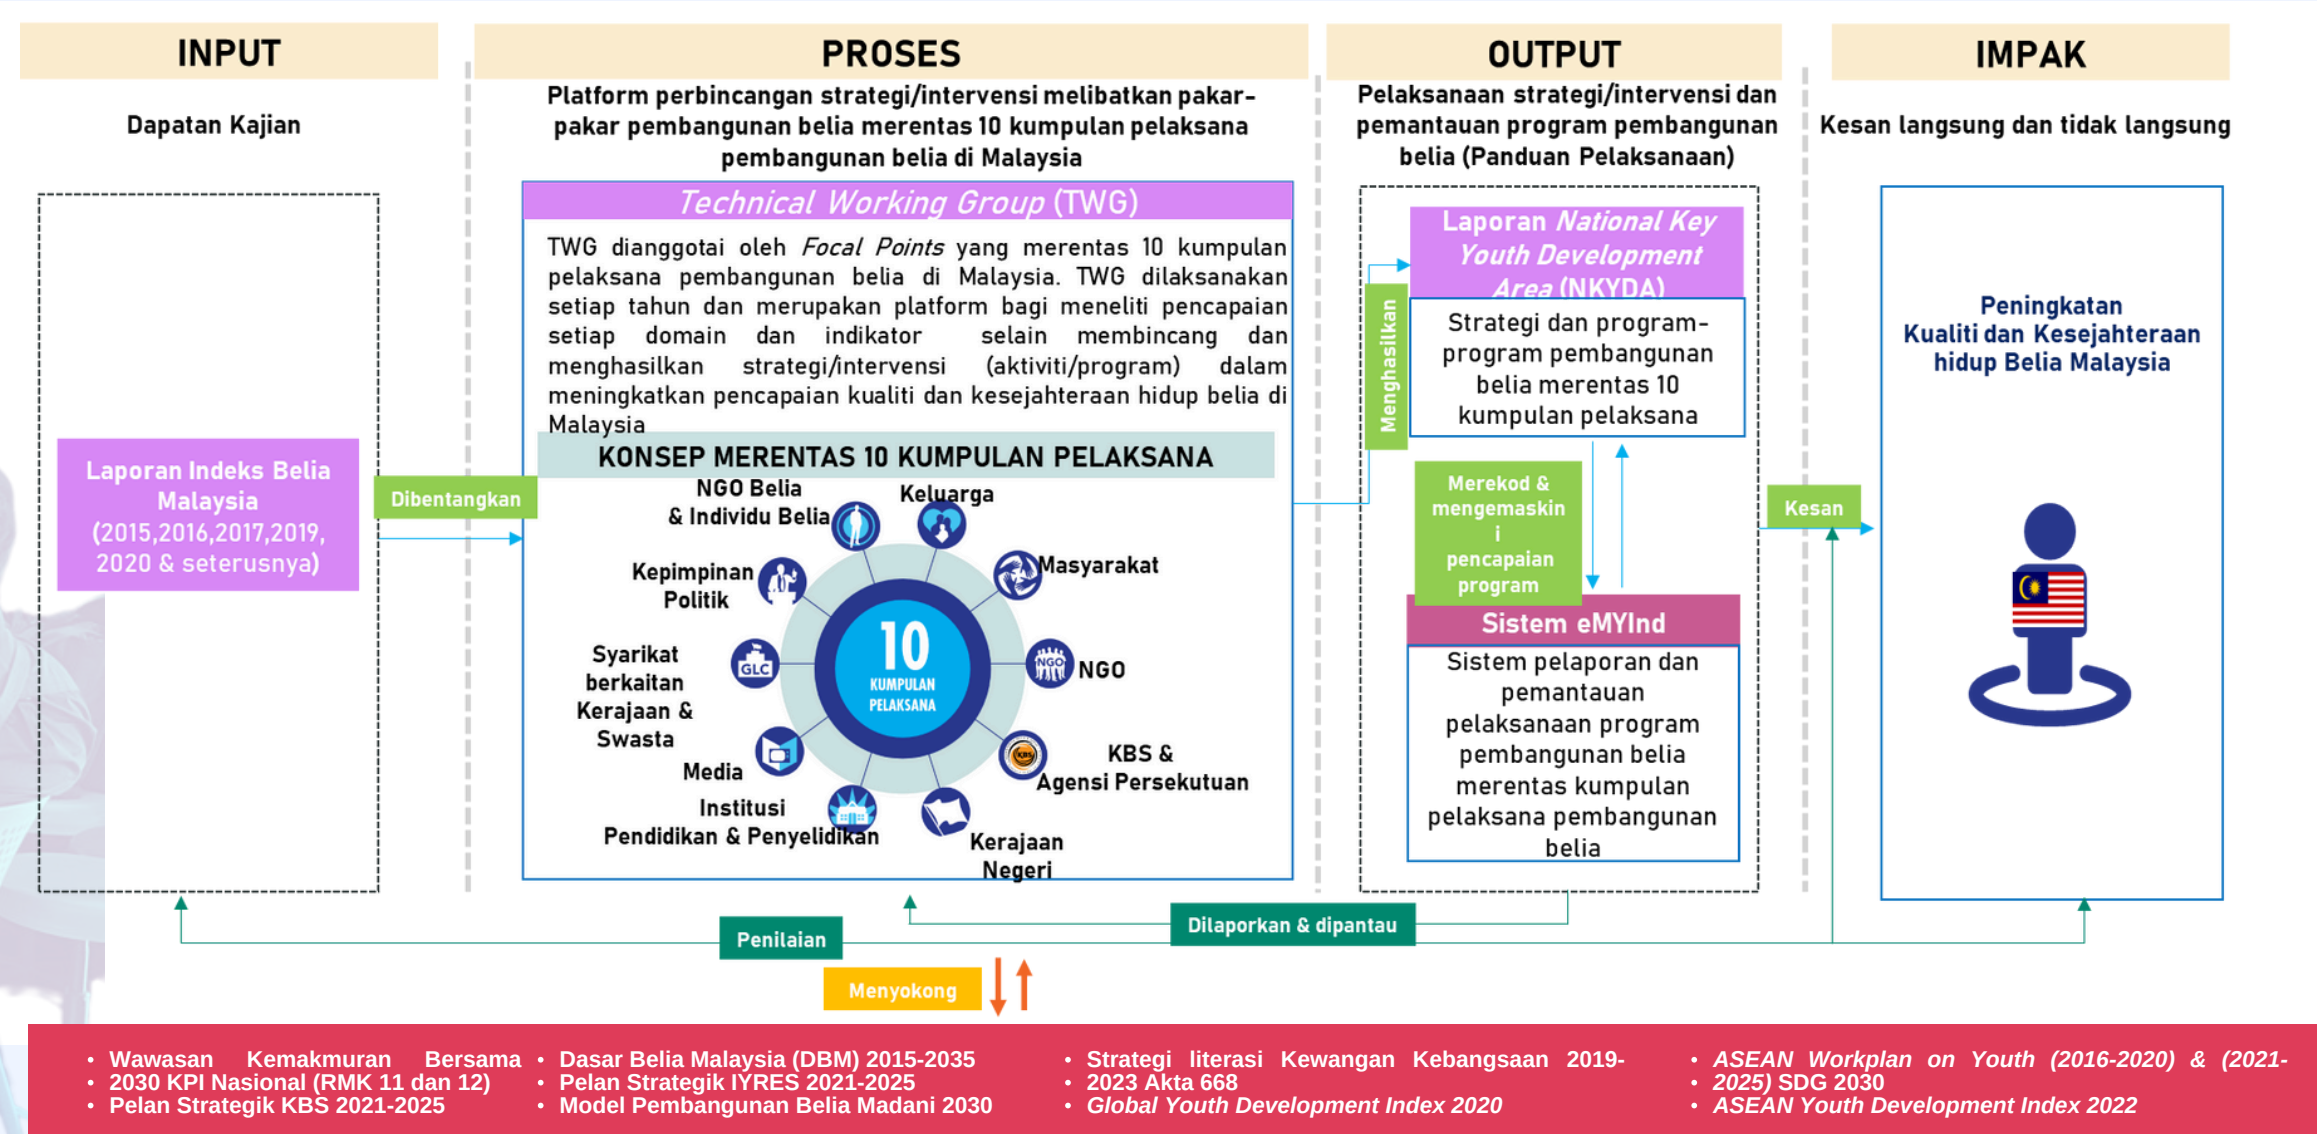 INPUT
Dapatan Kajian
Laporan Indeks Belia
Malaysia
(2015,2016,2017,2019,
2020 & seterusnya)
Dibentangkan
PROSES
Platform perbincangan strategi/intervensi melibatkan pakar-
pakar pembangunan belia merentas 10 kumpulan pelaksana
pembangunan belia di Malaysia
Technical Working Group (TWG)
TWG dianggotai oleh Focal Points yang merentas 10 kumpulan
pelaksana pembangunan belia di Malaysia. TWG dilaksanakan
setiap tahun dan merupakan platform bagi meneliti pencapaian
setiap domain dan indikator selain membincang dan
menghasilkan strategi/intervensi (aktiviti/program) dalam
meningkatkan pencapaian kualiti dan kesejahteraan hidup belia di
Malaysia
KONSEP MERENTAS 10 KUMPULAN PELAKSANA
NGO Belia
& Individu Belia
Keluarga
Kepimpinan
Politik
Masyarakat
Syarikat
berkaitan
Kerajaan &
Swasta
GLC
10
KUMPULAN
PELAKSANA
NGO
NGO
Media
KBS
KBS &
Agensi Persekutuan
Institusi
Pendidikan & Penyelidikan
Kerajaan
Negeri
OUTPUT
Pelaksanaan strategi/intervensi dan
pemantauan program pembangunan
belia (Panduan Pelaksanaan)
Menghasilkan
Laporan National Key
Youth Development
Area (NKYDA)
Strategi dan program-
program pembangunan
belia merentas 10
kumpulan pelaksana
Merekod &
mengemaskin
i
pencapaian
program
Sistem eMYInd
Sistem pelaporan dan
pemantauan
pelaksanaan program
pembangunan belia
merentas kumpulan
pelaksana pembangunan
belia
Kesan
IMPAK
Kesan langsung dan tidak langsung
Peningkatan
Kualiti dan Kesejahteraan
hidup Belia Malaysia
Dilaporkan & dipantau
Penilaian
Menyokong
• Wawasan Kemakmuran Bersama
• 2030 KPI Nasional (RMK 11 dan 12)
• Pelan Strategik KBS 2021-2025
• Dasar Belia Malaysia (DBM) 2015-2035
• Pelan Strategik IYRES 2021-2025
• Model Pembangunan Belia Madani 2030
• Strategi literasi Kewangan Kebangsaan 2019-
• 2023 Akta 668
• Global Youth Development Index 2020
• ASEAN Workplan on Youth (2016-2020) & (2021-
• 2025) SDG 2030
• ASEAN Youth Development Index 2022